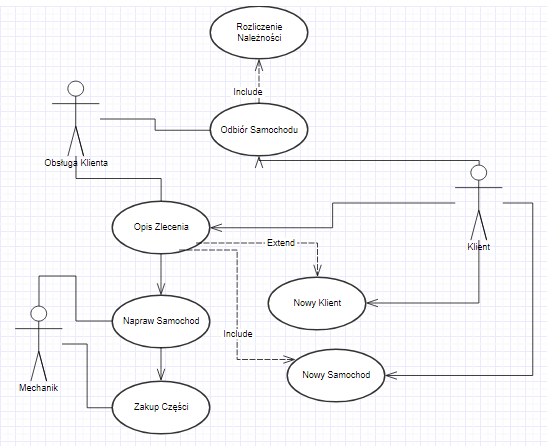 Rozliczenie
Należności
Include
Odbiór Samochodu
Obsługa Klienta
Klient
Opis Zlecenia
Extend
Nowy Klient
Napraw Samochod
Include
Nowy Samochod
Mechanik
Zakup Części